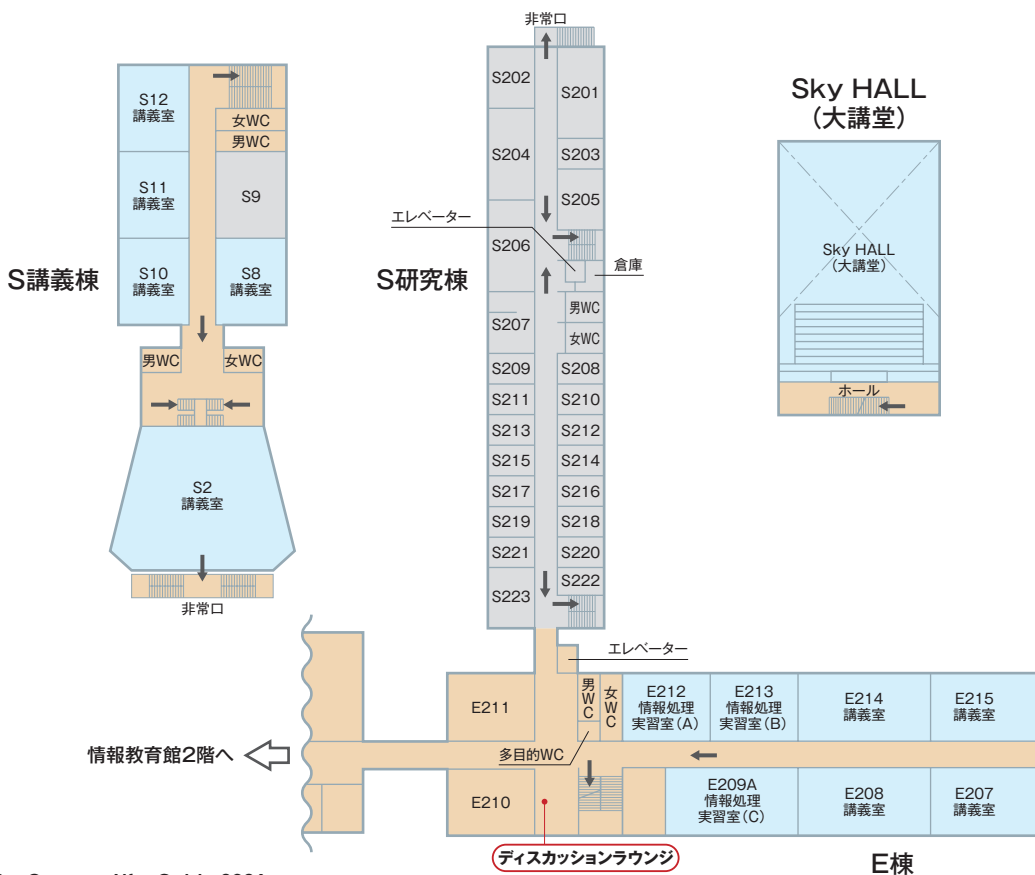 非常口
S12
講義室
女WC
男WC
S11
講義室
S9
S10
講義室
S8
講義室
S講義棟
男WC
女WC
S2
講義室
非常口
S202
S201
S204
S203
S205
エレベーター
S206
倉庫
S研究棟
男WC
S207
女WC
S209
S208
S211
S210
S213
S212
S215
S214
S217
S216
S219
S218
S221
S220
S222
S223
Sky HALL
(大講堂)
Sky HALL
(大講堂)
ホール
エレベーター
E211
男WC
女WC
E212
情報処理
実習室(A)
E213
情報処理
実習室(B)
E214
講義室
E215
講義室
情報教育館2階へ
多目的WC
E210
E209A
情報処理
実習室(C)
E208
講義室
E207
講義室
ディスカッションラウンジ
E棟